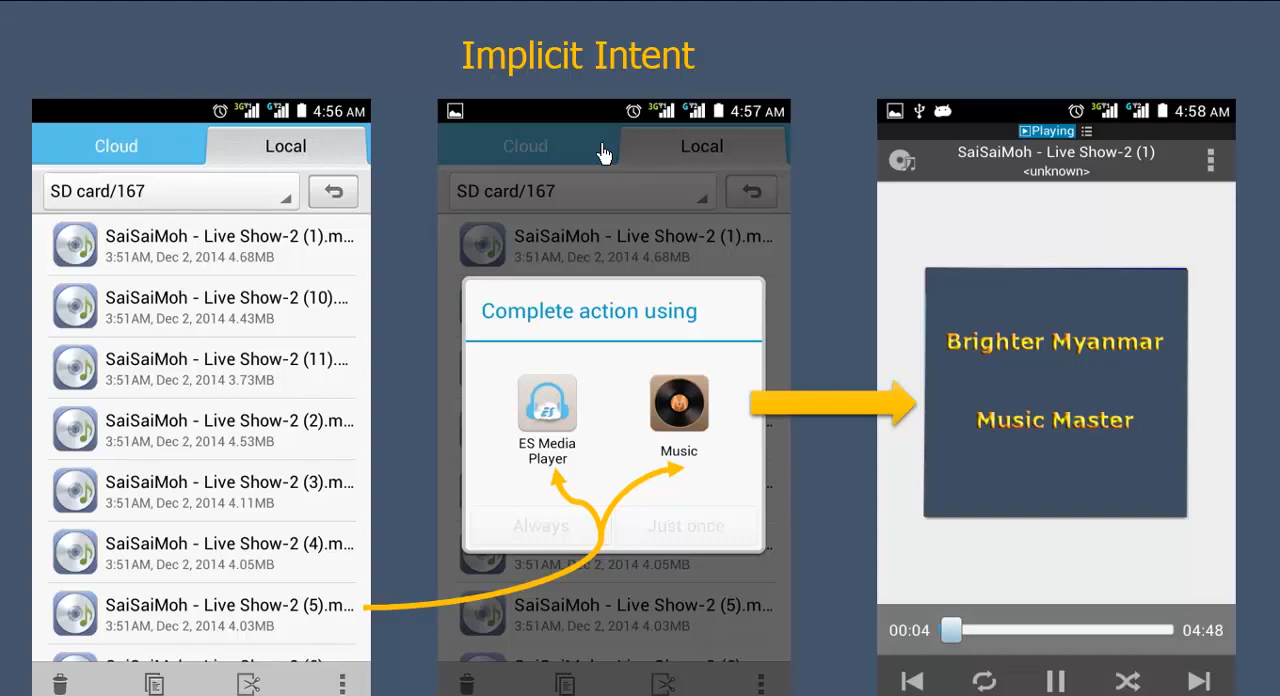 Implicit Intent
4:56 AM
Cloud
Local
SD card/167
SaiSaiMoh - Live Show-2 (1).m...
3:51AM, Dec 2, 2014 4.68MB
SaiSaiMoh - Live Show-2 (10)....
3:51AM, Dec 2, 2014 4.43MB
SaiSaiMoh - Live Show-2 (11)....
3:51AM, Dec 2, 2014 3.73MB
SaiSaiMoh - Live Show-2 (2).m...
3:51AM, Dec 2, 2014 4.53MB
SaiSaiMoh - Live Show-2 (3).m...
3:51AM, Dec 2, 2014 4.11MB
SaiSaiMoh - Live Show-2 (4).m...
3:51AM, Dec 2, 2014 4.05MB
SaiSaiMoh - Live Show-2 (5).m...
3:51AM, Dec 2, 2014 4.03MB
4:57 AM
Cloud
Local
SD card/167
SaiSaiMoh - Live Show-2 (1).m...
3:51AM, Dec 2, 2014 4.68MB
Complete action using
ES
ES Media
Player
Music
Always
Just once
3:51AM, Dec 2, 2014 4.05MB
SaiSaiMoh - Live Show-2 (5).m...
3:51AM, Dec 2, 2014 4.03MB
4:58 AM
Playing
SaiSaiMoh - Live Show-2 (1)
<unknown>
Brighter Myanmar
Music Master
00:04
04:48